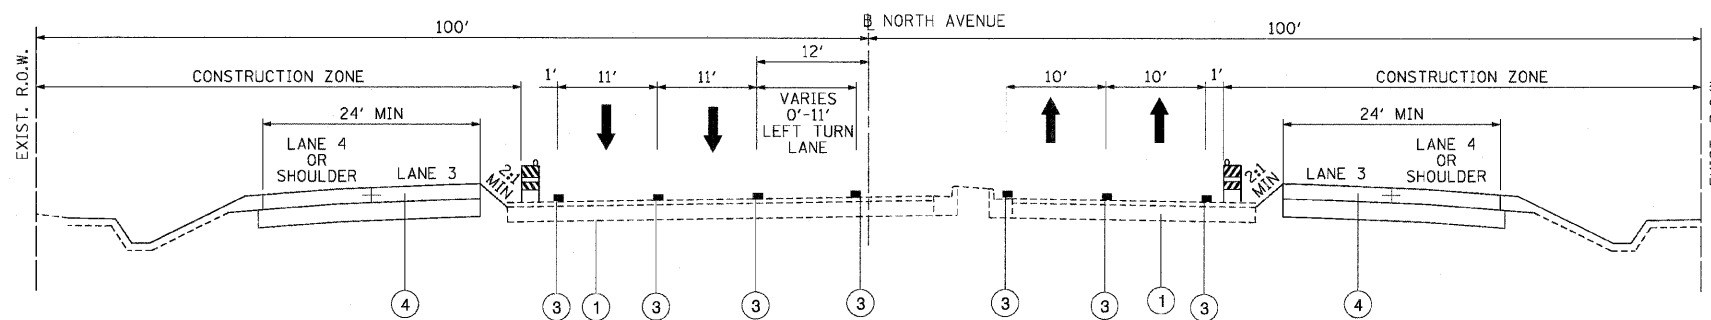 ℄ NORTH AVENUE
100' 100'
12'
CONSTRUCTION ZONE 1' 11' 11' 10' 10' 1' CONSTRUCTION ZONE
VARIES
0'-11'
LEFT TURN
LANE
24' MIN 24' MIN
EXIST. R.O.W.
LANE 4
OR
SHOULDER
LANE 3
2:1
MIN
2:1
MIN
LANE 3
LANE 4
OR
SHOULDER
4 3 1 3 3 3 3 3 1 3 4